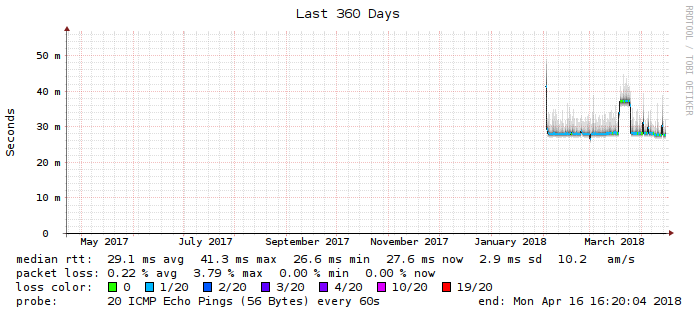 Last 360 Days
RRDTOOL / TOBI OETIKER
Seconds
50 m
40 m
30 m
20 m
10 m
0
May 2017 July 2017 September 2017 November 2017 January 2018 March 2018
median rtt: 29.1 ms avg 41.3 ms max 26.6 ms min 27.6 ms now 2.9 ms sd 10.2 am/s
packet loss: 0.22 % avg 3.79 % max 0.00 % min 0.00 % now
loss color: 0 1/20 2/20 3/20 4/20 10/20 19/20
probe: 20 ICMP Echo Pings (56 Bytes) every 60s end: Mon Apr 16 16:20:04 2018